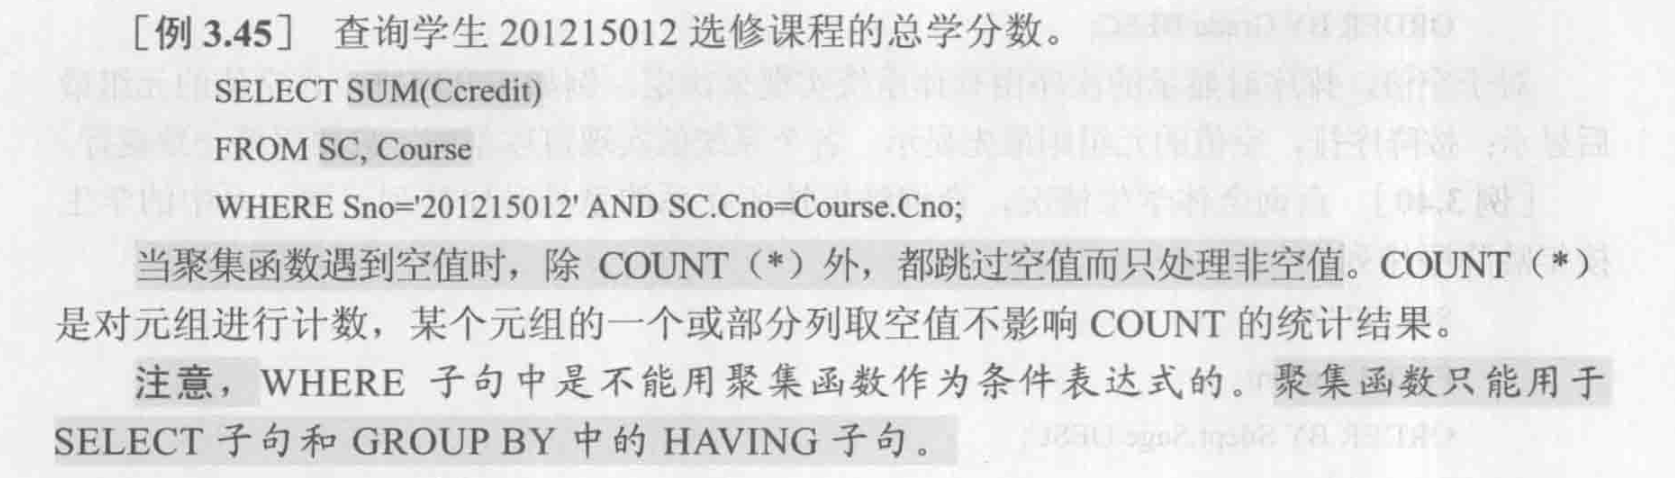 ［例 3.45］ 查询学生 201215012 选修课程的总学分数。
SELECT SUM(Ccredit)
FROM SC, Course
WHERE Sno='201215012' AND SC.Cno=Course.Cno;
当聚集函数遇到空值时，除 COUNT（*）外，都跳过空值而只处理非空值。COUNT（*）
是对元组进行计数，某个元组的一个或部分列取空值不影响 COUNT 的统计结果。
注意，WHERE 子句中是不能用聚集函数作为条件表达式的。聚集函数只能用于
SELECT 子句和 GROUP BY 中的 HAVING 子句。